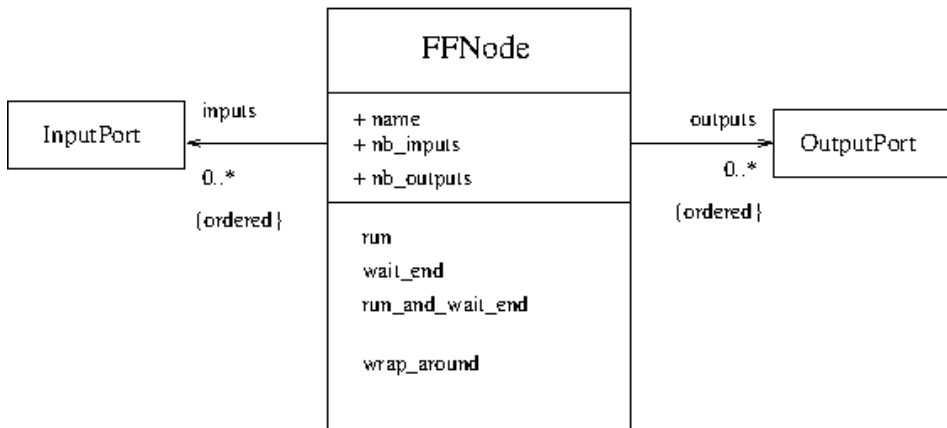 FFNode
inputs
InputPort
0..*
{ordered}
+ name
+ nb_inputs
+ nb_outputs
outputs
OutputPort
0..*
{ordered}
run
wait_end
run_and_wait_end
wrap_around